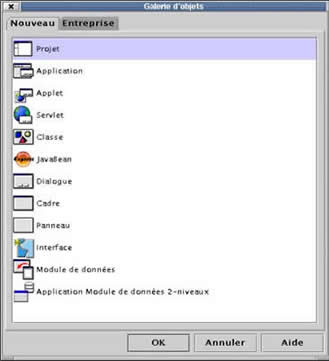 Galerie d'objets
Nouveau Entreprise
Projet
Application
Applet
Servlet
Classe
JavaBean
Dialogue
Cadre
Panneau
Interface
Module de données
Application Module de données 2-niveaux
OK Annuler Aide